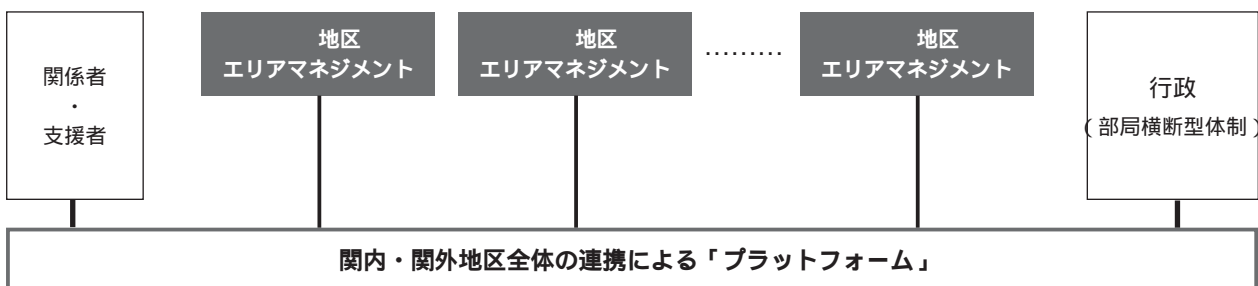 関係者
・
支援者
地区
エリアマネジメント
地区
エリアマネジメント
………
地区
エリアマネジメント
行政
（部局横断型体制）
関内・関外地区全体の連携による「プラットフォーム」